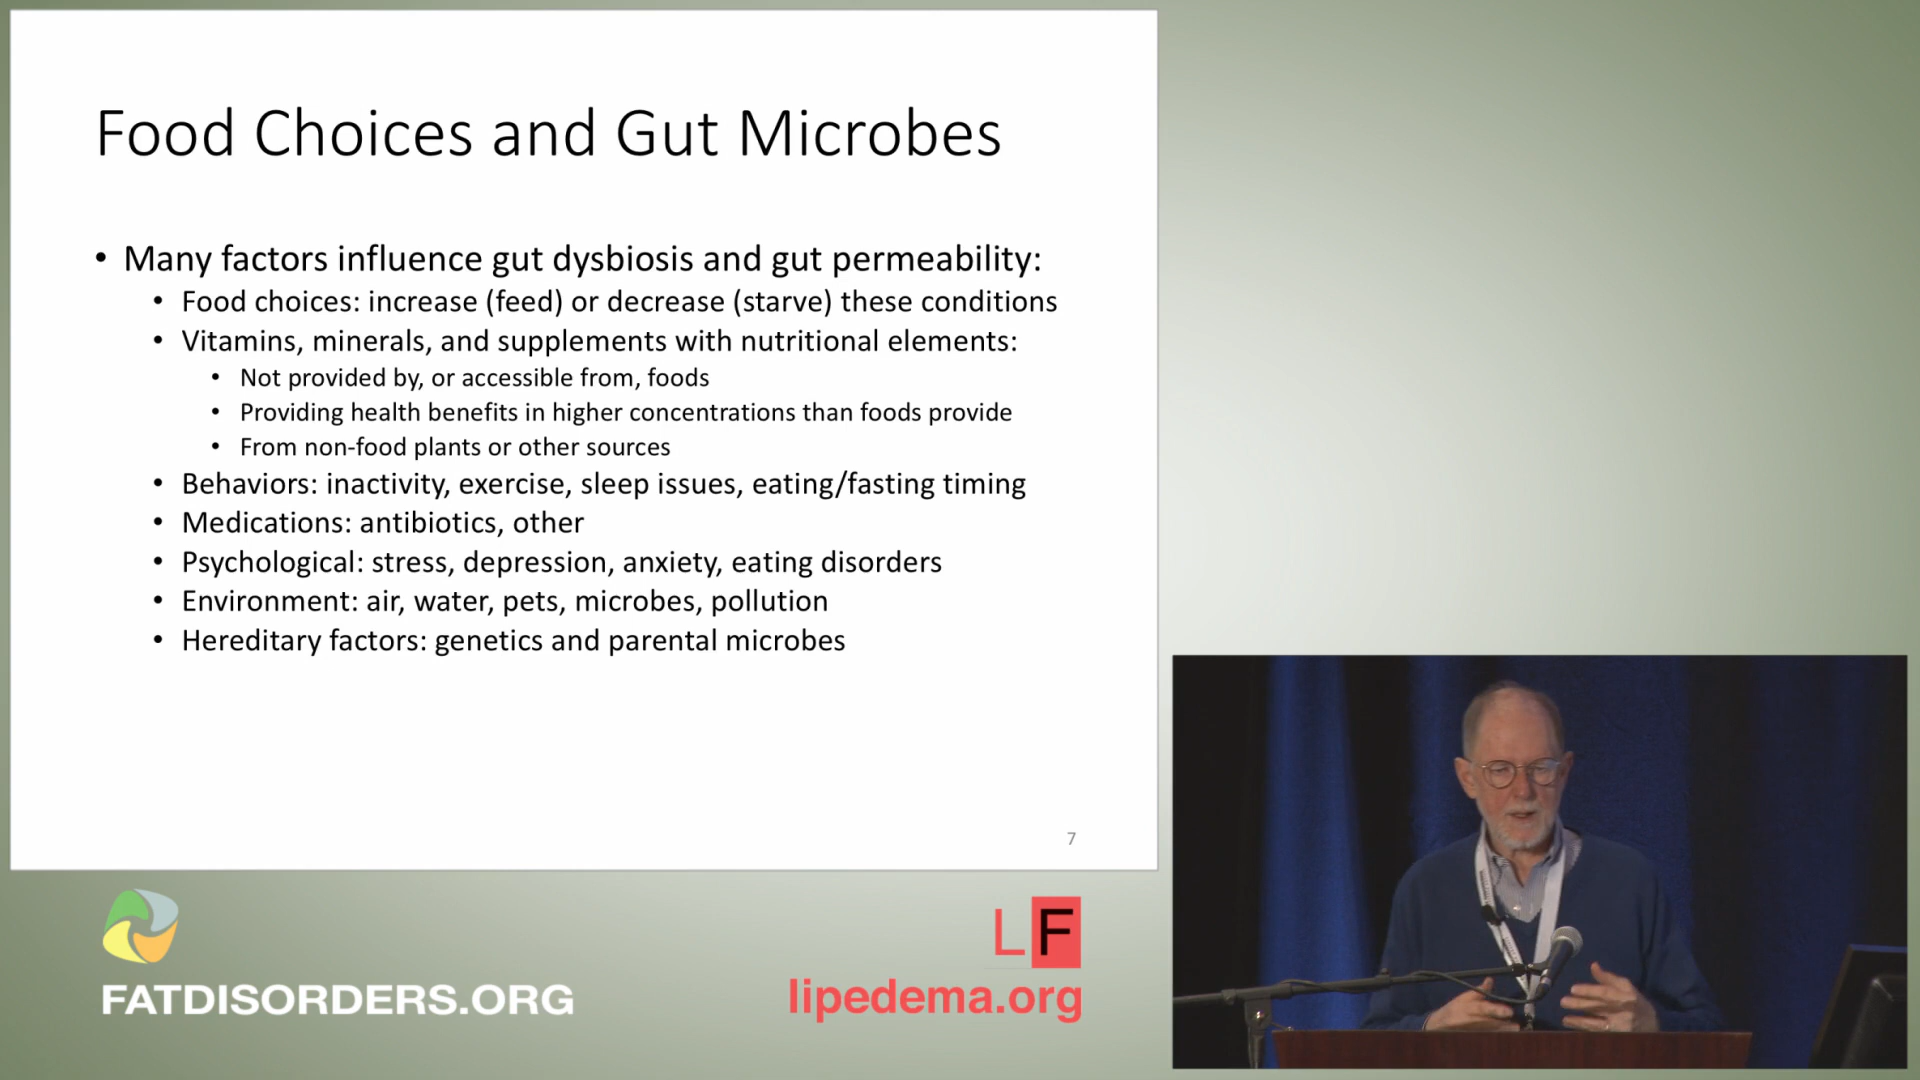 Food Choices and Gut Microbes
• Many factors influence gut dysbiosis and gut permeability:
• Food choices: increase (feed) or decrease (starve) these conditions
• Vitamins, minerals, and supplements with nutritional elements:
• Not provided by, or accessible from, foods
• Providing health benefits in higher concentrations than foods provide
• From non-food plants or other sources
• Behaviors: inactivity, exercise, sleep issues, eating/fasting timing
• Medications: antibiotics, other
• Psychological: stress, depression, anxiety, eating disorders
• Environment: air, water, pets, microbes, pollution
• Hereditary factors: genetics and parental microbes
7
FATDISORDERS.ORG
LF
lipedema.org